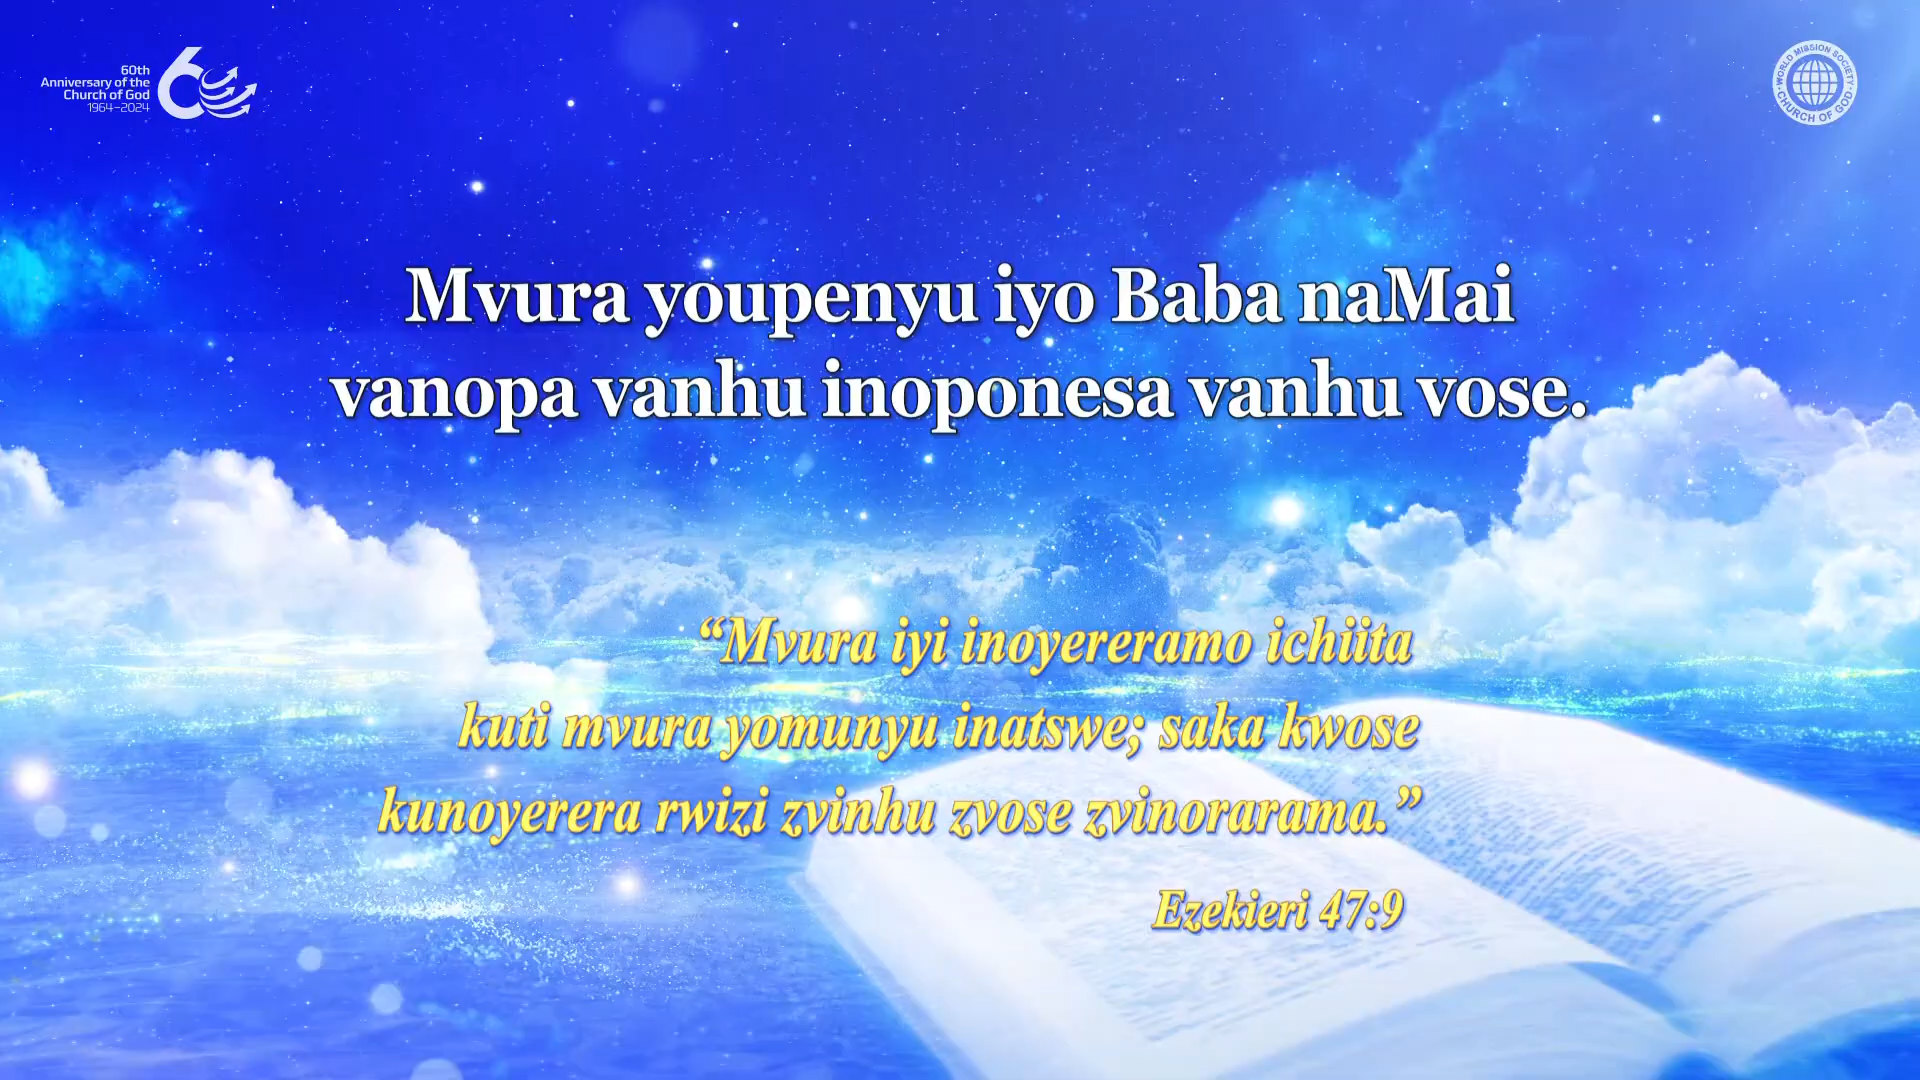 60th
Anniversary of the
Church of God
1964–2024
60
WORLD MISSION SOCIETY
CHURCH OF GOD
Mvura youpenyu iyo Baba naMai
vanopa vanhu inoponesa vanhu vose.
“Mvura iyi inoyereramo ichiita
kuti mvura yomunyu inatswe; saka kwose
kunoyerera rwizi zvinhu zvose zvinorarama.”
Ezekieri 47:9